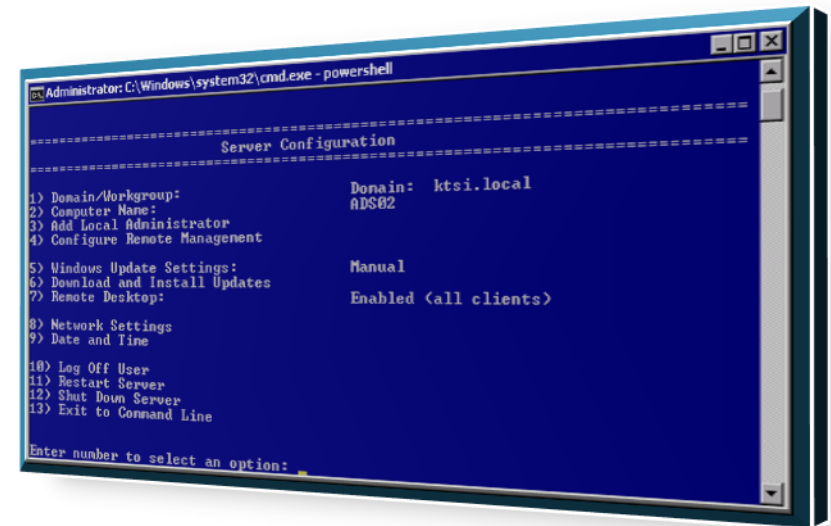 Administrator: C:\Windows\system32\cmd.exe - powershell
===============================================================================
Server Configuration
===============================================================================
1) Domain/Workgroup: Domain: ktsi.local
2) Computer Name: ADS02
3) Add Local Administrator
4) Configure Remote Management
5) Windows Update Settings: Manual
6) Download and Install Updates
7) Remote Desktop: Enabled (all clients)
8) Network Settings
9) Date and Time
10) Log Off User
11) Restart Server
12) Shut Down Server
13) Exit to Command Line
Enter number to select an option: _